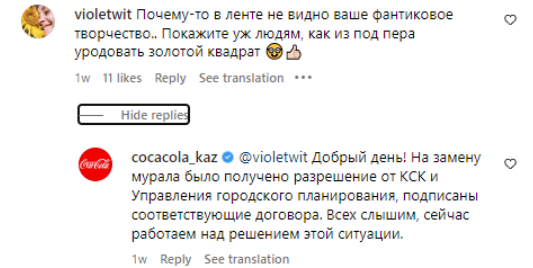 violetwit Почему-то в ленте не видно ваше фантиковое
творчество.. Покажите уж людям, как из под пера
уродовать золотой квадрат 🤓👍🏼
1w 11 likes Reply See translation •••
Hide replies
Coca-Cola
cocacola_kaz @violetwit Добрый день! На замену
мурала было получено разрешение от КСК и
Управления городского планирования, подписаны
соответствующие договора. Всех слышим, сейчас
работаем над решением этой ситуации.
1w Reply See translation